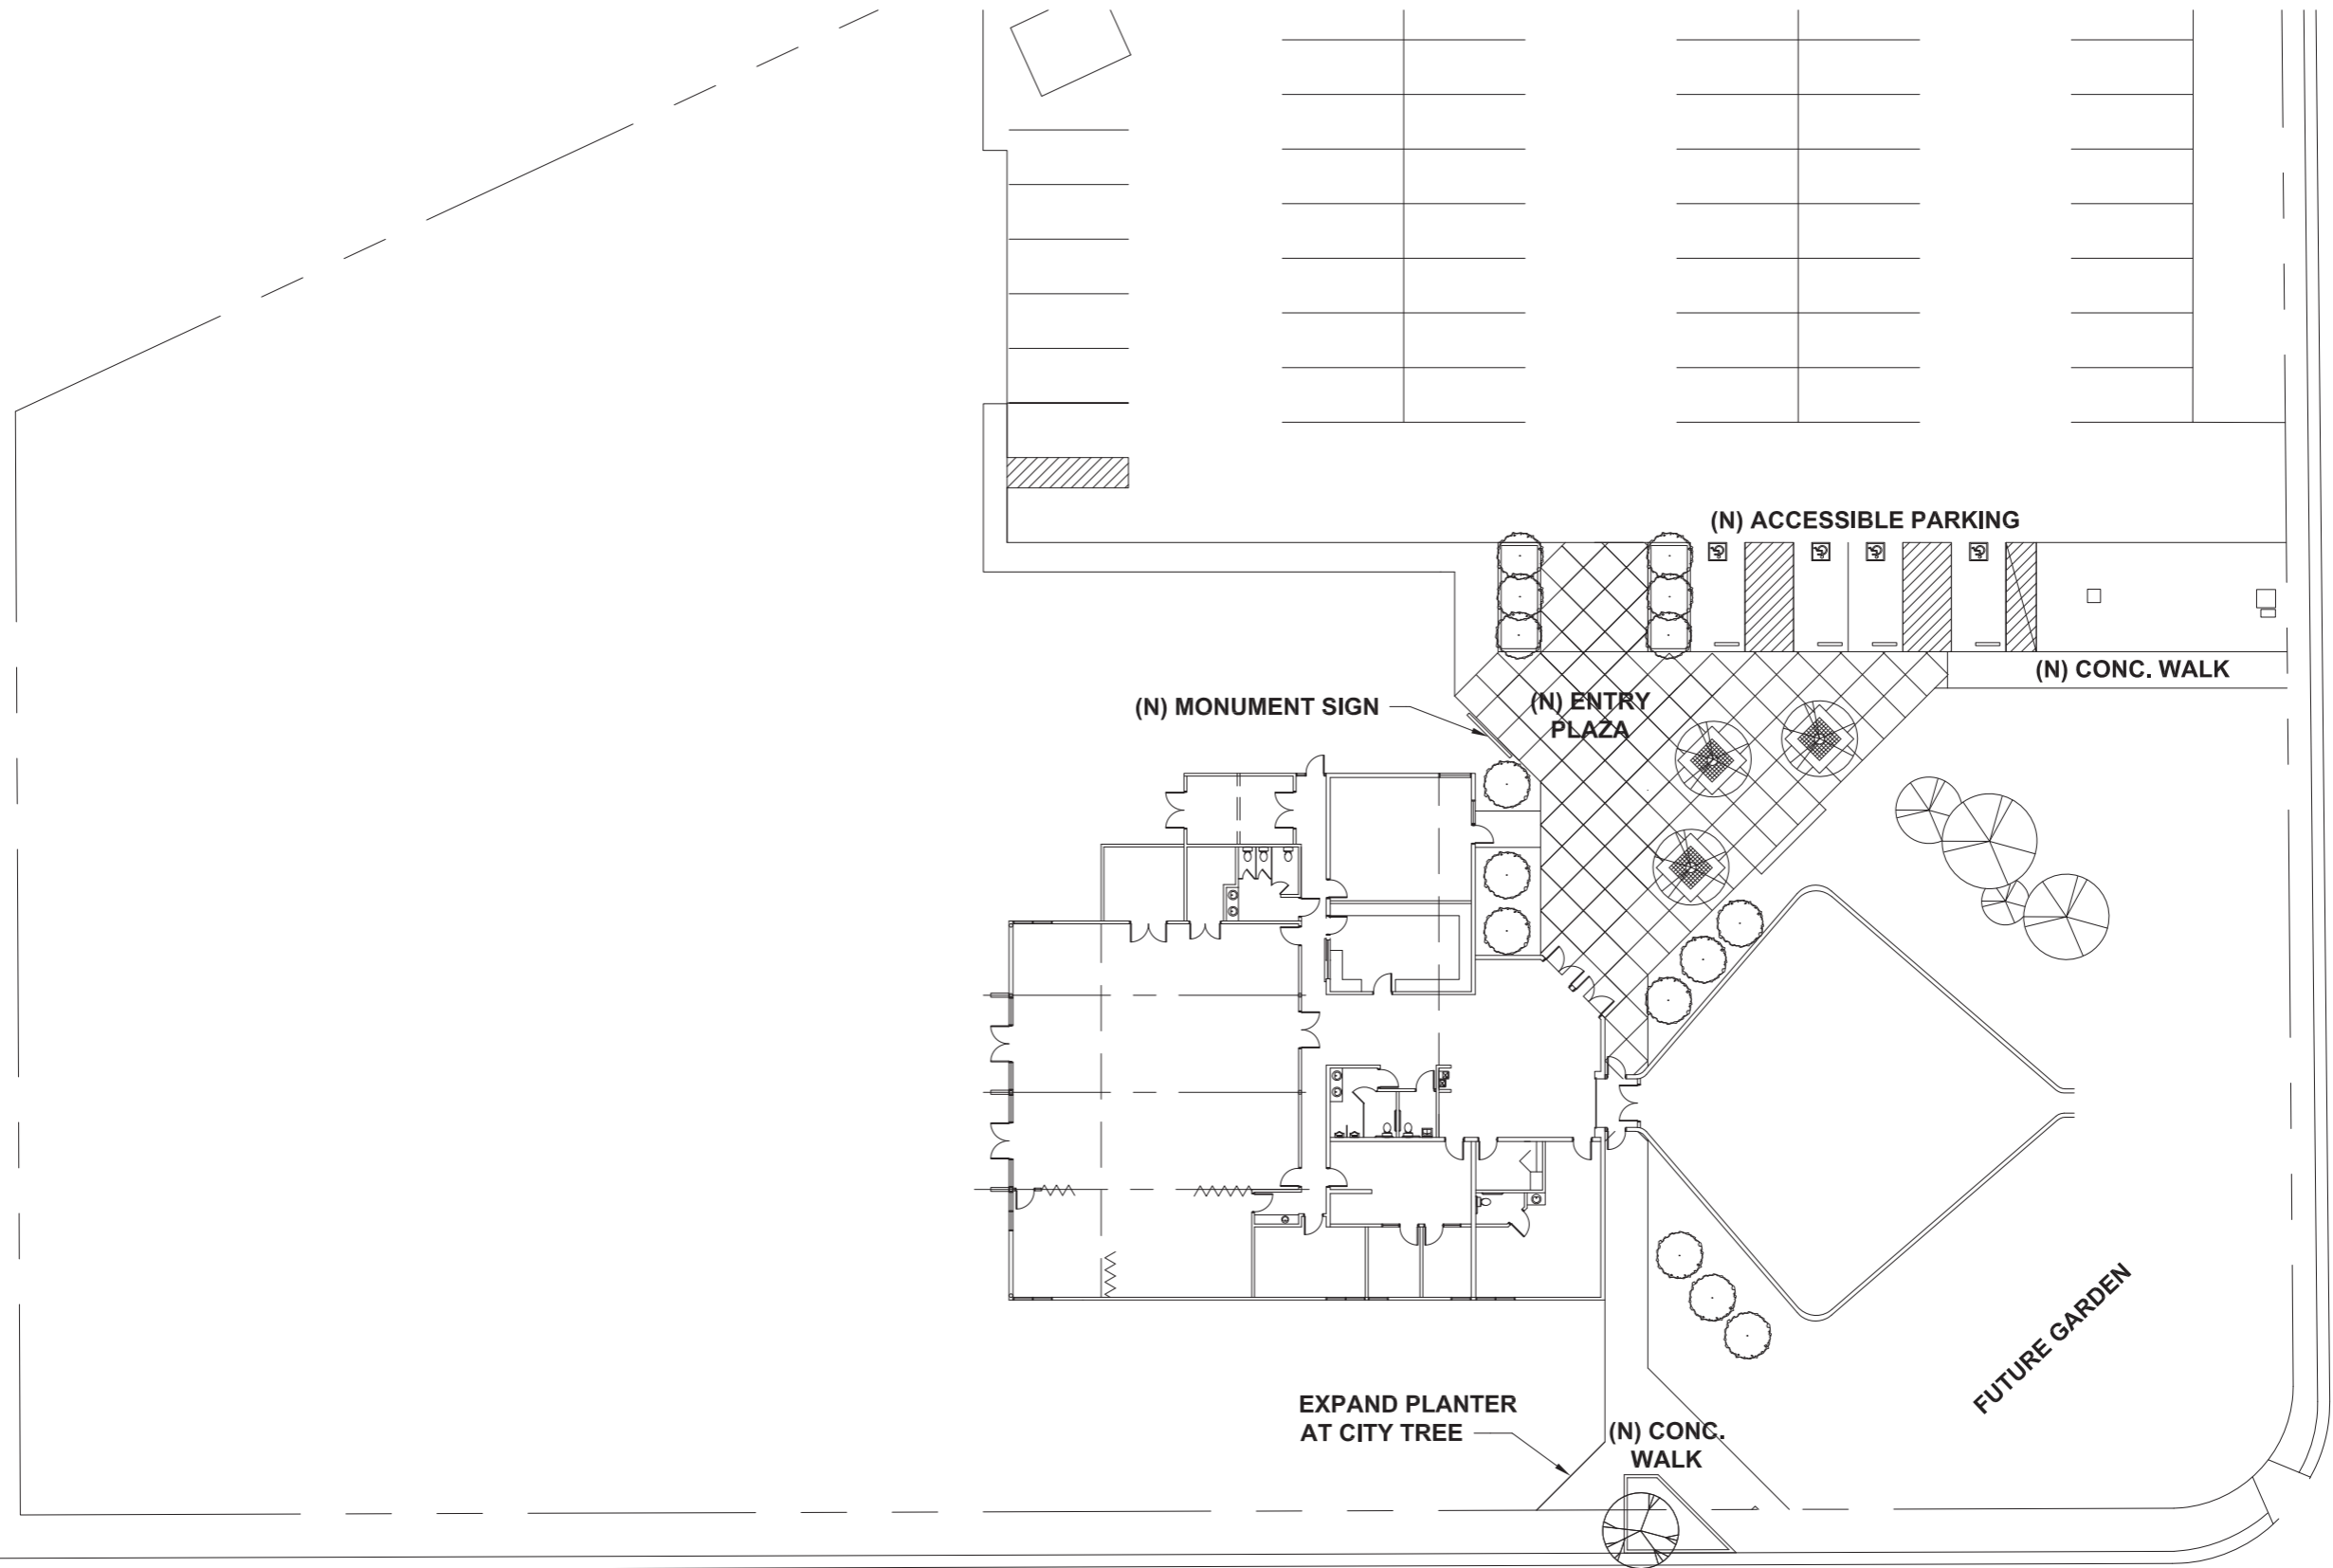 (N) ACCESSIBLE PARKING
(N) CONC. WALK
(N) MONUMENT SIGN
(N) ENTRY
PLAZA
FUTURE GARDEN
EXPAND PLANTER
AT CITY TREE
(N) CONC.
WALK